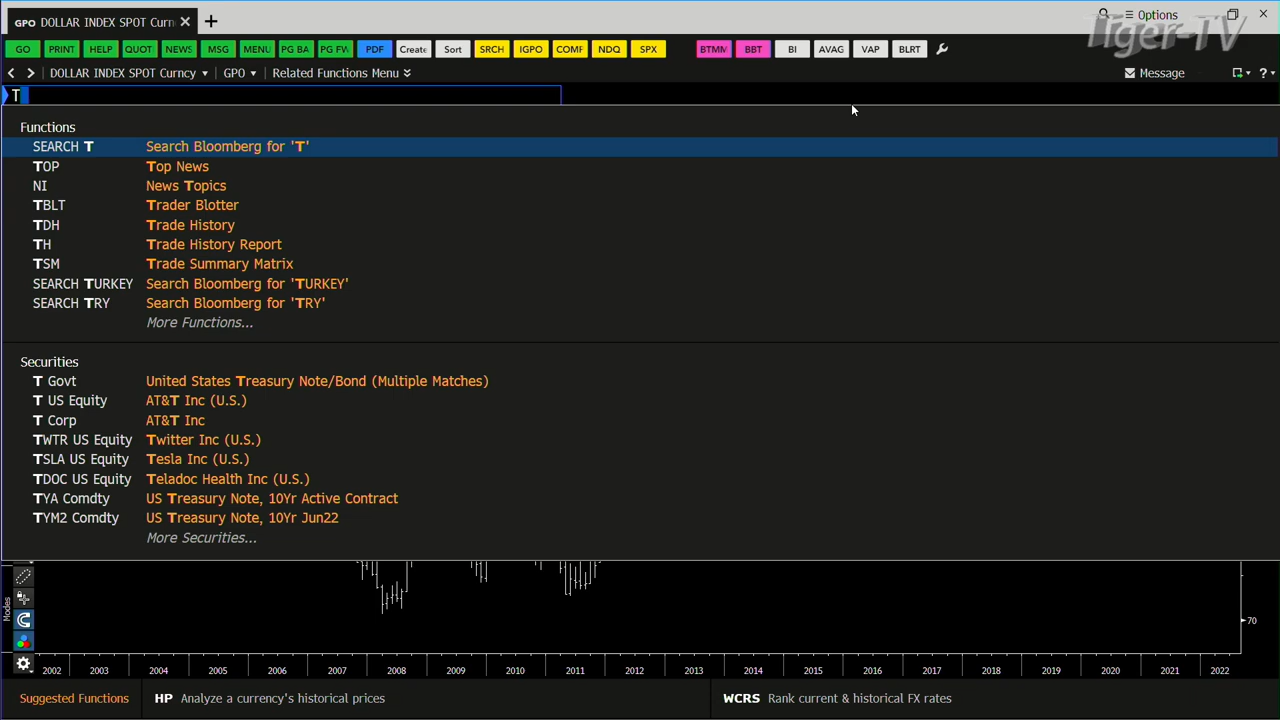 GPO DOLLAR INDEX SPOT Curn
Options
Tiger-TV
GO PRINT HELP QUOT NEWS MSG MENU PG BA PG FW PDF Create Sort SRCH IGPO COMF NDQ SPX BTMM BBT BI AVAG VAP BLRT
DOLLAR INDEX SPOT Curncy GPO Related Functions Menu Message ?
T
Functions
SEARCH T Search Bloomberg for 'T'
TOP Top News
NI News Topics
TBLT Trader Blotter
TDH Trade History
TH Trade History Report
TSM Trade Summary Matrix
SEARCH TURKEY Search Bloomberg for 'TURKEY'
SEARCH TRY Search Bloomberg for 'TRY'
More Functions...
Securities
T Govt United States Treasury Note/Bond (Multiple Matches)
T US Equity AT&T Inc (U.S.)
T Corp AT&T Inc
TWTR US Equity Twitter Inc (U.S.)
TSLA US Equity Tesla Inc (U.S.)
TDOC US Equity Teladoc Health Inc (U.S.)
TYA Comdty US Treasury Note, 10Yr Active Contract
TYM2 Comdty US Treasury Note, 10Yr Jun22
More Securities...
Modes
70
2002 2003 2004 2005 2006 2007 2008 2009 2010 2011 2012 2013 2014 2015 2016 2017 2018 2019 2020 2021 2022
Suggested Functions HP Analyze a currency's historical prices WCRS Rank current & historical FX rates